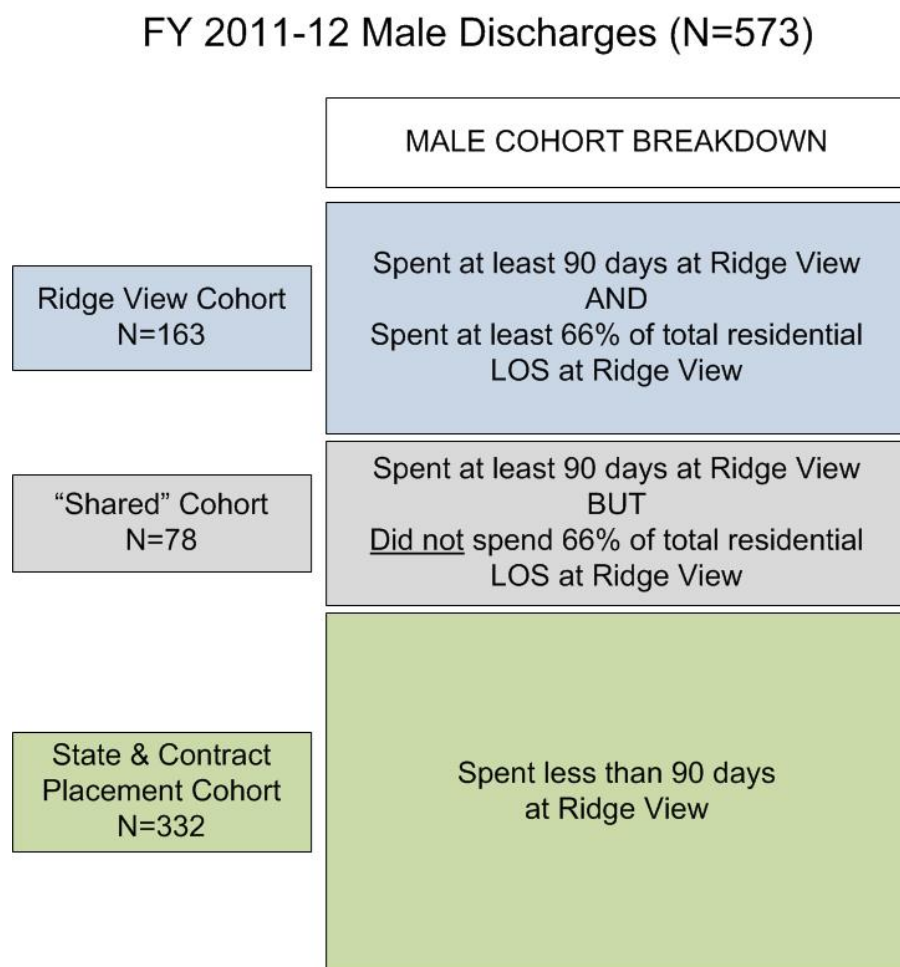 FY 2011-12 Male Discharges (N=573)
MALE COHORT BREAKDOWN
Ridge View Cohort
N=163
Spent at least 90 days at Ridge View
AND
Spent at least 66% of total residential
LOS at Ridge View
“Shared” Cohort
N=78
Spent at least 90 days at Ridge View
BUT
Did not spend 66% of total residential
LOS at Ridge View
State & Contract
Placement Cohort
N=332
Spent less than 90 days
at Ridge View